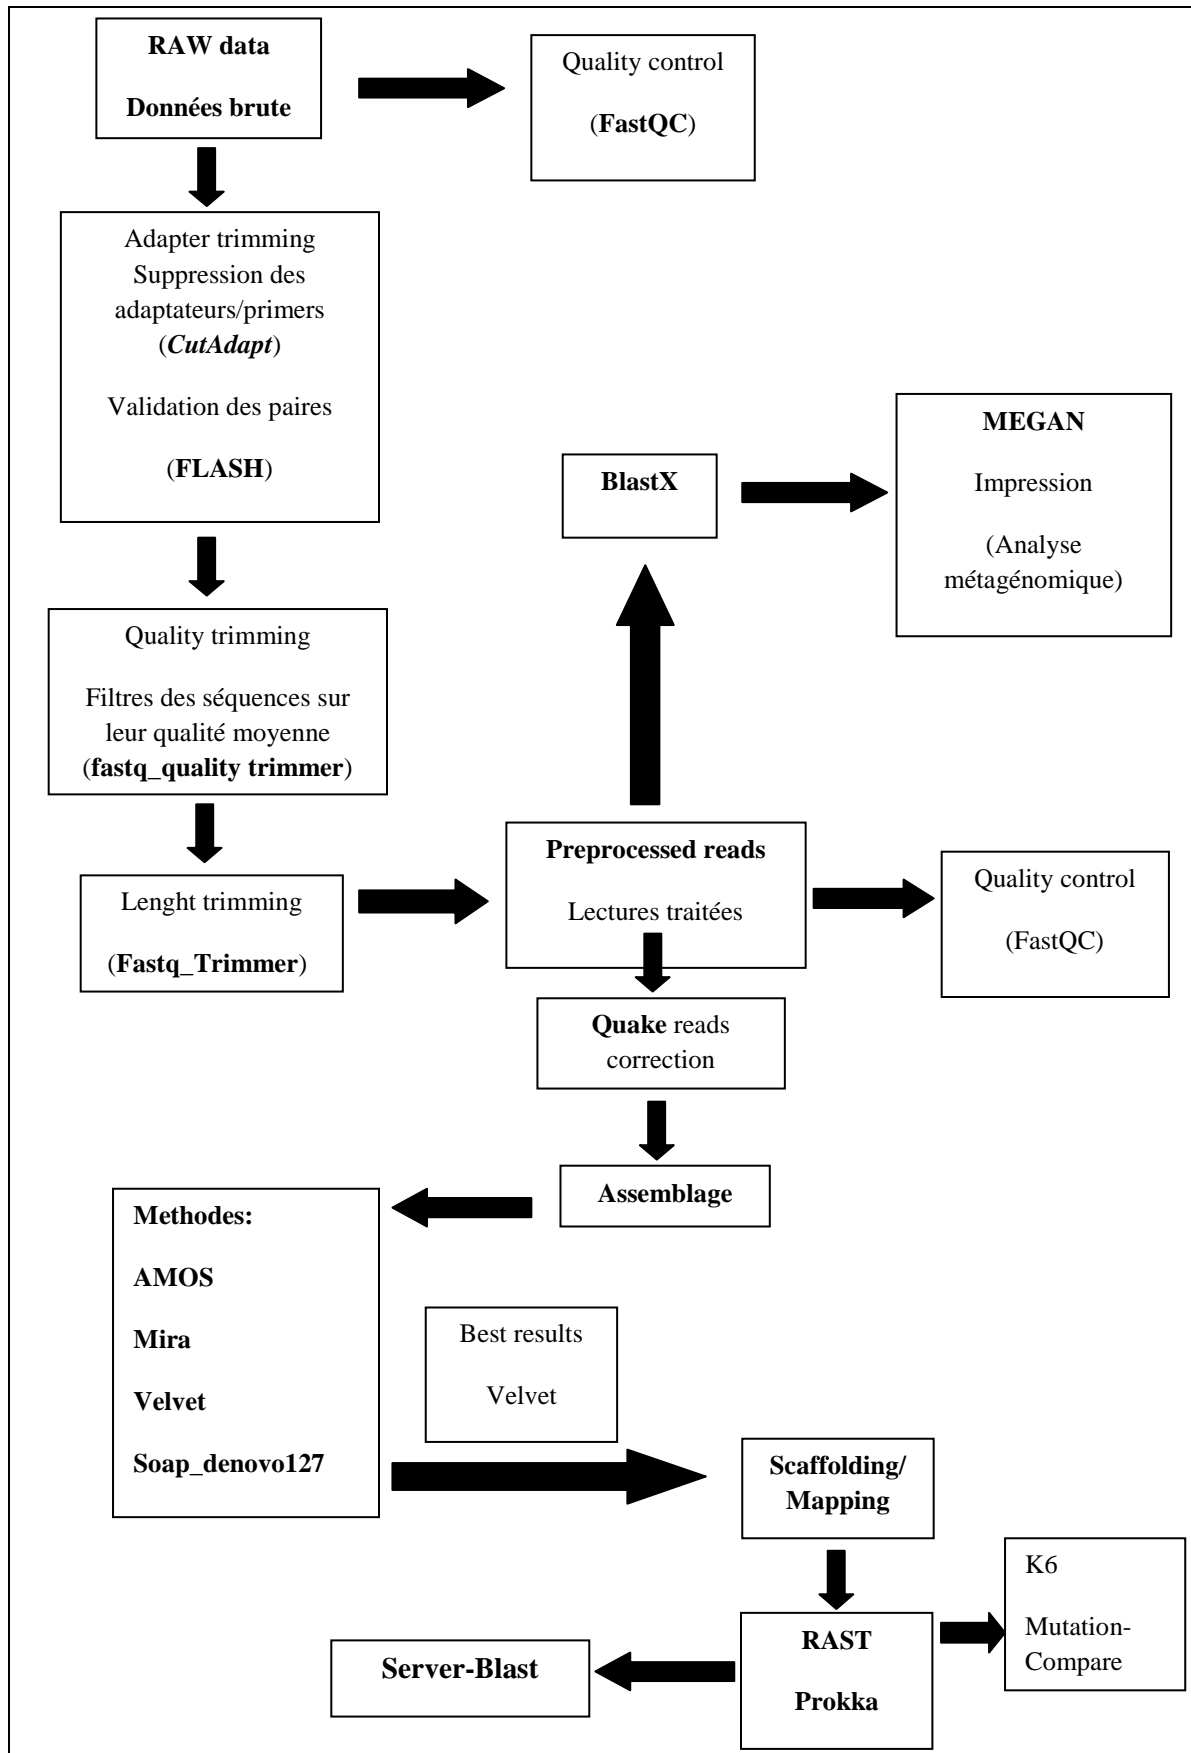 RAW data
Données brute
Quality control
(FastQC)
Adapter trimming
Suppression des
adaptateurs/primers
(CutAdapt)
Validation des paires
(FLASH)
Quality trimming
Filtres des séquences sur
leur qualité moyenne
(fastq_quality trimmer)
Lenght trimming
(Fastq_Trimmer)
Preprocessed reads
Lectures traitées
Quality control
(FastQC)
BlastX
MEGAN
Impression
(Analyse
métagénomique)
Quake reads
correction
Assemblage
Methodes:
AMOS
Mira
Velvet
Soap_denovo127
Best results
Velvet
Scaffolding/
Mapping
RAST
Prokka
K6
Mutation-
Compare
Server-Blast